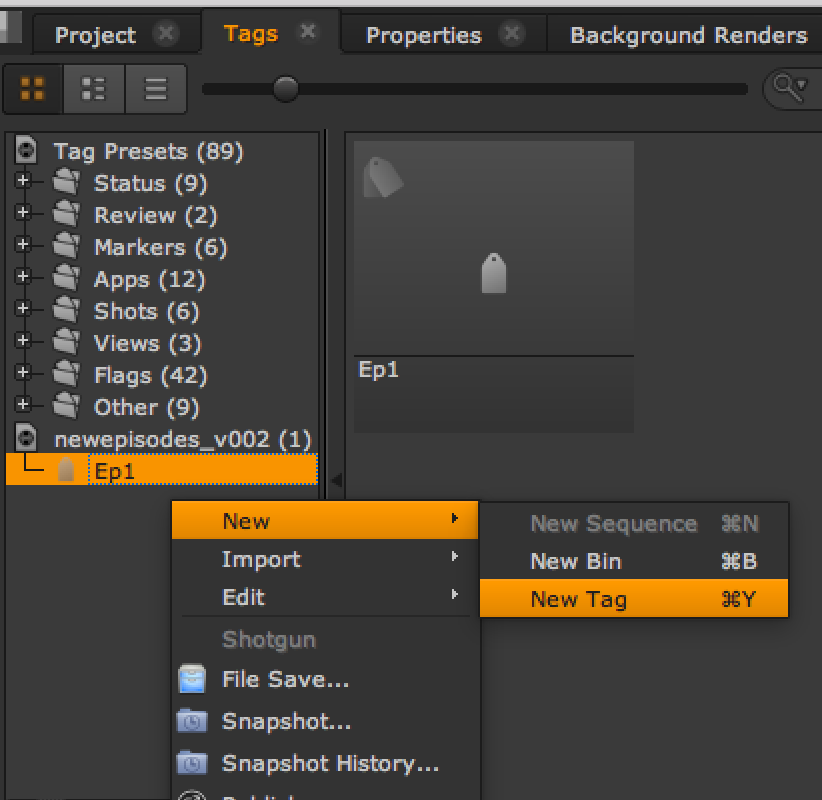 Project Tags Properties Background Renders
Tag Presets (89)
Status (9)
Review (2)
Markers (6)
Apps (12)
Shots (6)
Views (3)
Flags (42)
Other (9)
newepisodes_v002 (1)
Ep1
Ep1
New
Import
Edit
Shotgun
File Save...
Snapshot...
Snapshot History...
New Sequence ⌘N
New Bin ⌘B
New Tag ⌘Y